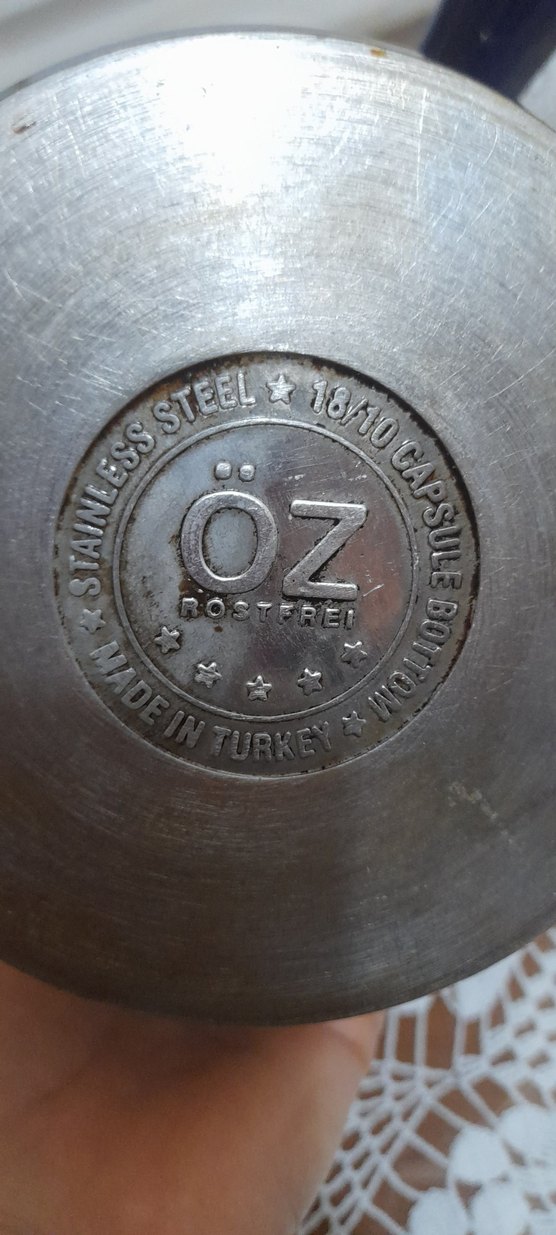 STAINLESS STEEL ★ 18/10 CAPSULE BOTTOM ★ MADE IN TURKEY ★
ÖZ
ROSTFREI